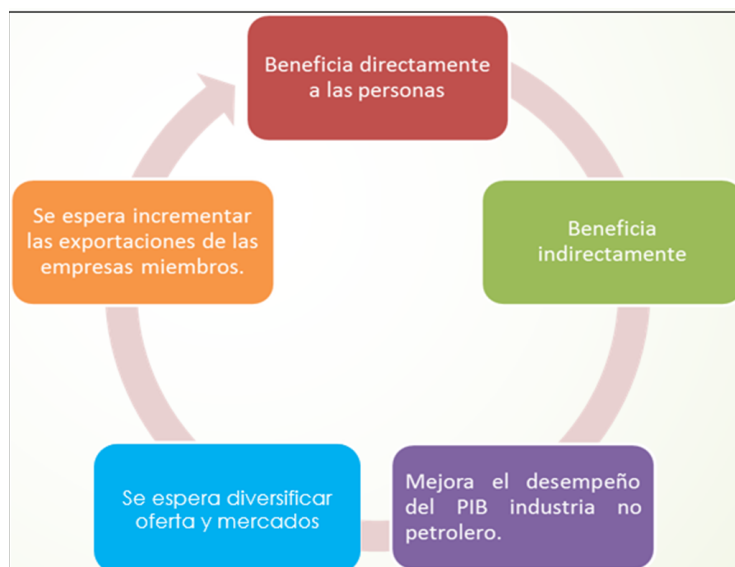 Beneficia directamente
a las personas
Beneficia
indirectamente
Mejora el desempeño
del PIB industria no
petrolero.
Se espera diversificar
oferta y mercados
Se espera incrementar
las exportaciones de las
empresas miembros.